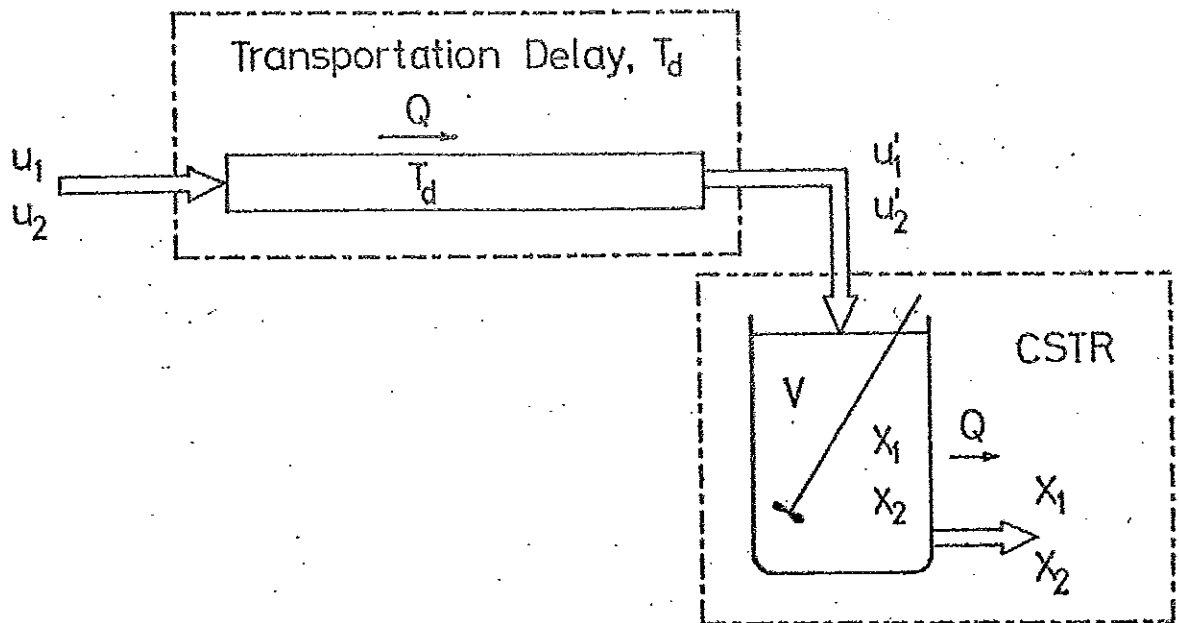 Transportation Delay, T_d
Q
u_1
T_d
u'_1
u_2
u'_2
CSTR
V
X_1
Q
X_2
X_1
X_2